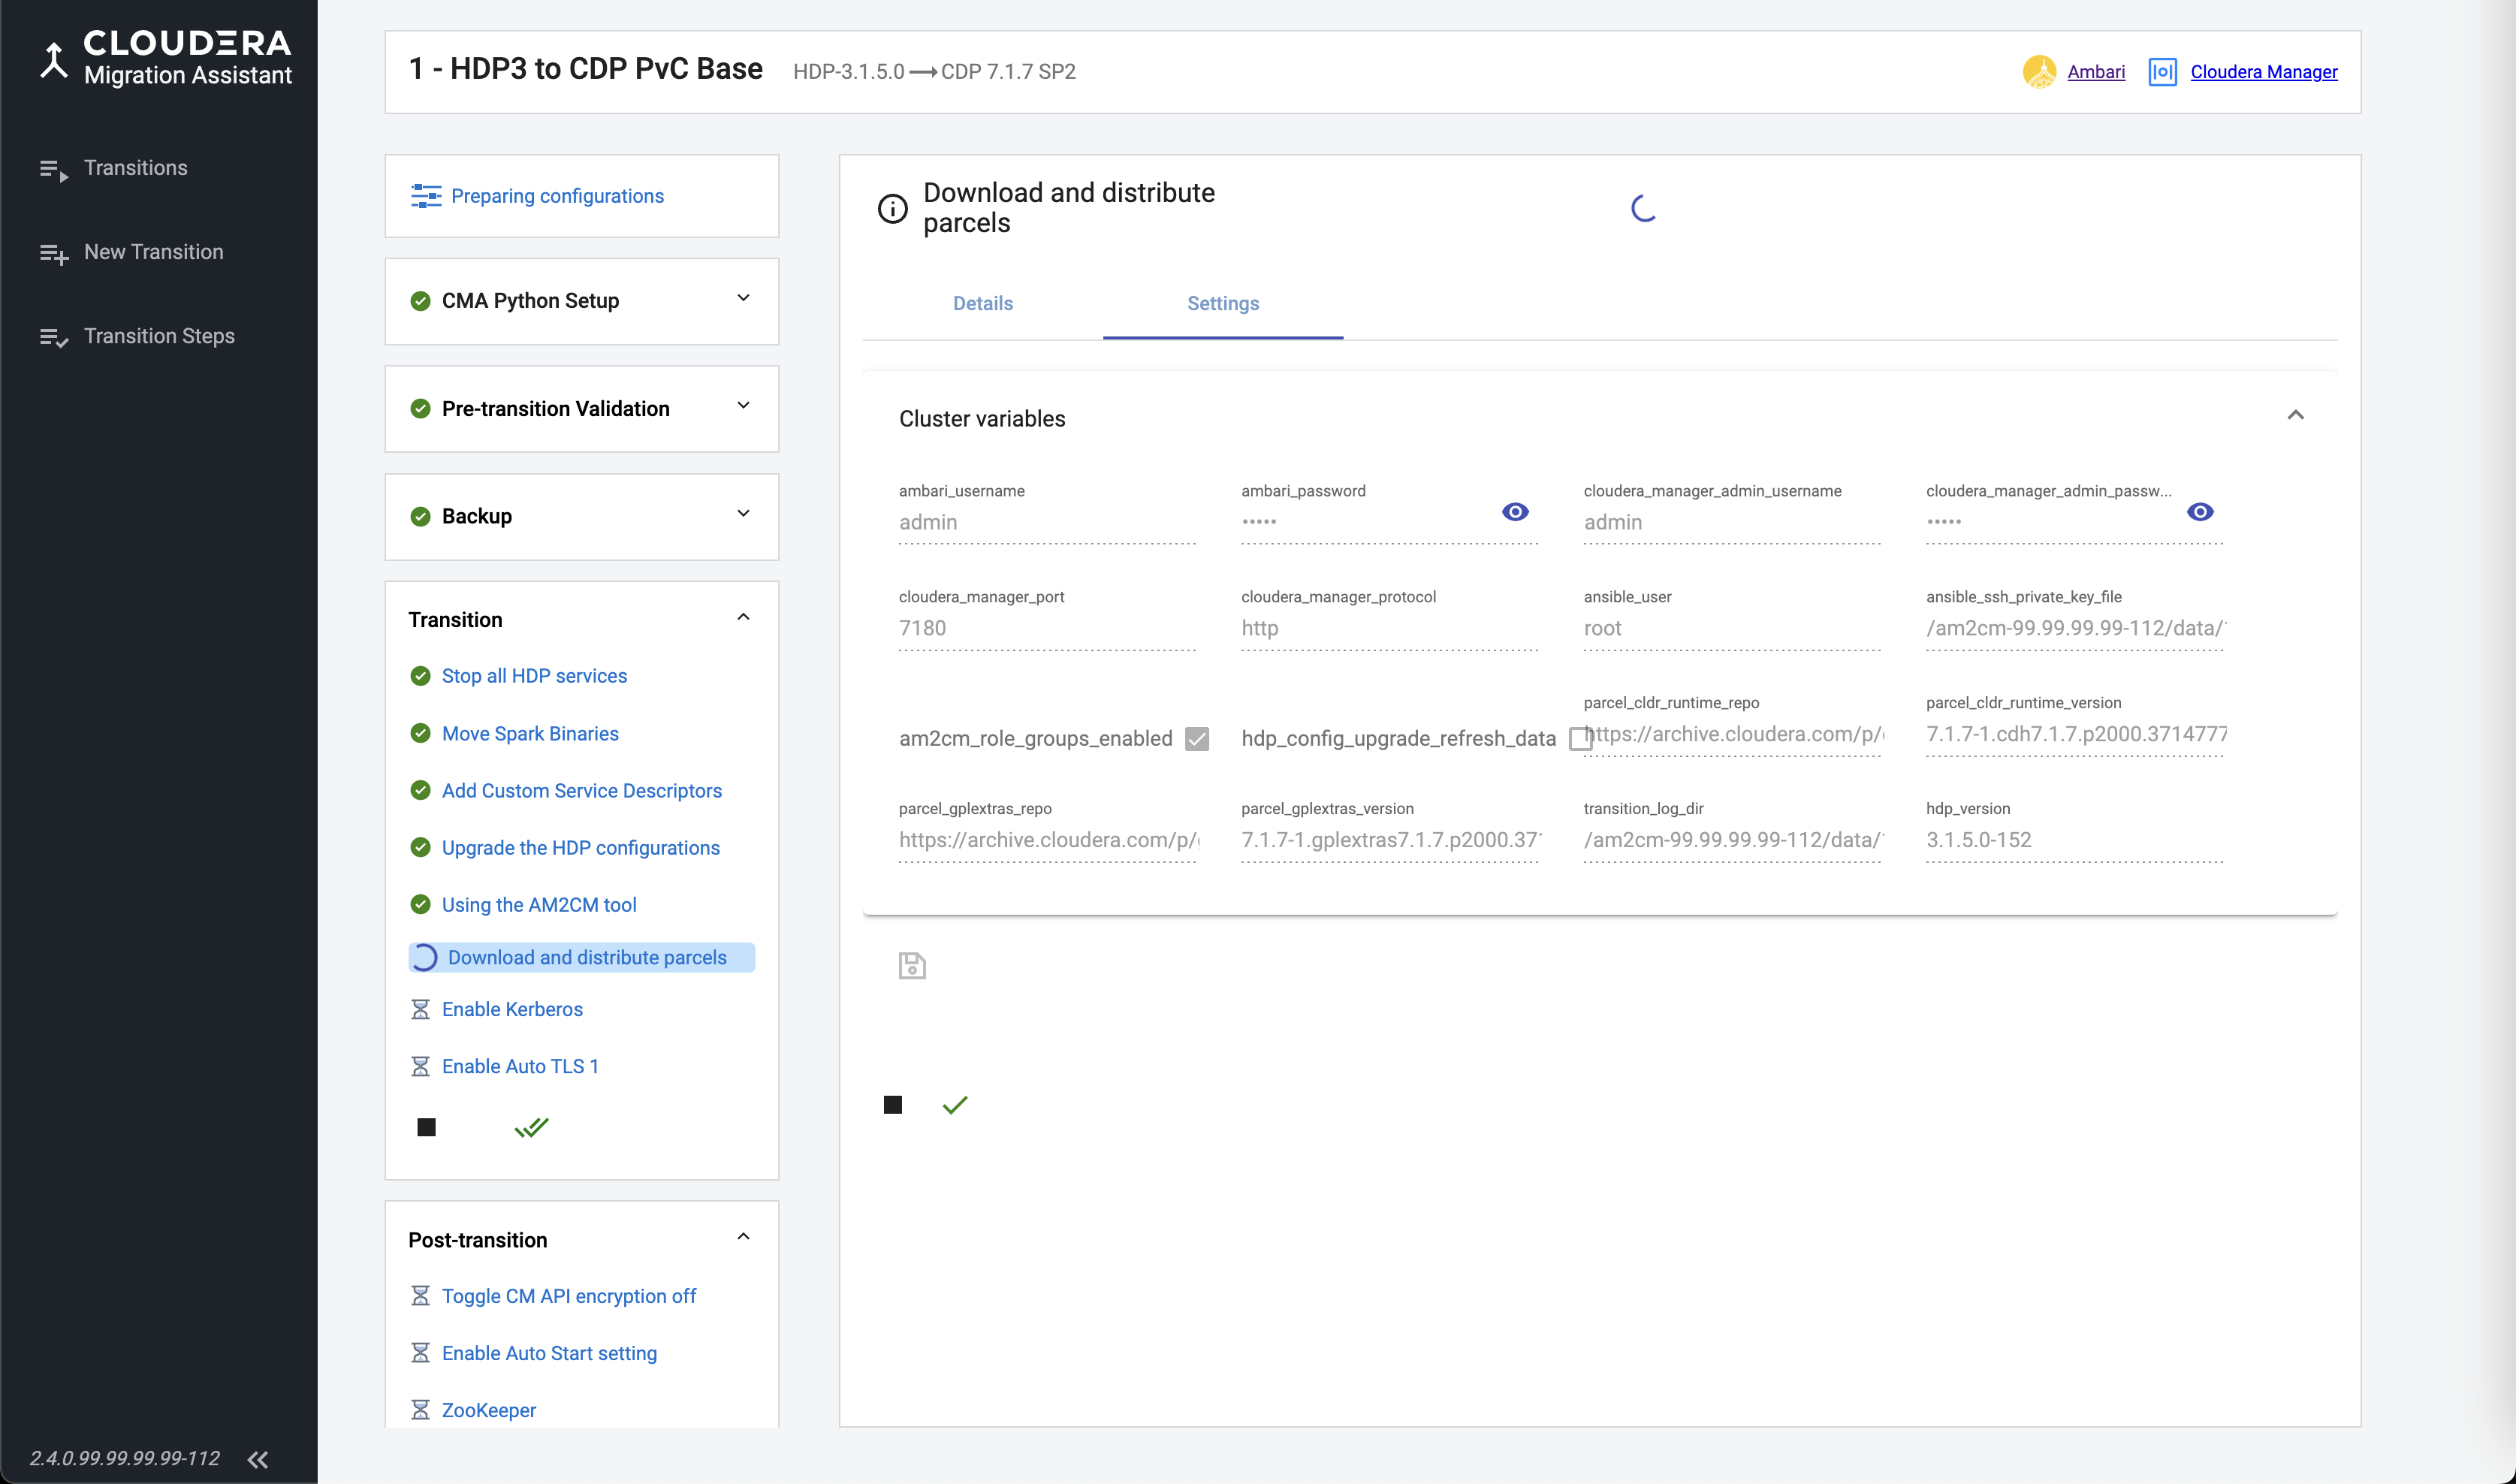 CLOUDERA
Migration Assistant
Transitions
New Transition
Transition Steps
2.4.0.99.99.99.99-112
1 - HDP3 to CDP PvC Base HDP-3.1.5.0 ⟶ CDP 7.1.7 SP2
Ambari Cloudera Manager
Preparing configurations
CMA Python Setup
Pre-transition Validation
Backup
Transition
Stop all HDP services
Move Spark Binaries
Add Custom Service Descriptors
Upgrade the HDP configurations
Using the AM2CM tool
Download and distribute parcels
Enable Kerberos
Enable Auto TLS 1
Post-transition
Toggle CM API encryption off
Enable Auto Start setting
ZooKeeper
Download and distribute
parcels
Details Settings
Cluster variables
ambari_username ambari_password cloudera_manager_admin_username cloudera_manager_admin_passw...
admin ••••• admin •••••
cloudera_manager_port cloudera_manager_protocol ansible_user ansible_ssh_private_key_file
7180 http root /am2cm-99.99.99.99-112/data/
parcel_cldr_runtime_repo parcel_cldr_runtime_version
am2cm_role_groups_enabled hdp_config_upgrade_refresh_data https://archive.cloudera.com/p/ 7.1.7-1.cdh7.1.7.p2000.3714777
parcel_gplextras_repo parcel_gplextras_version transition_log_dir hdp_version
https://archive.cloudera.com/p/ 7.1.7-1.gplextras7.1.7.p2000.37 /am2cm-99.99.99.99-112/data/ 3.1.5.0-152